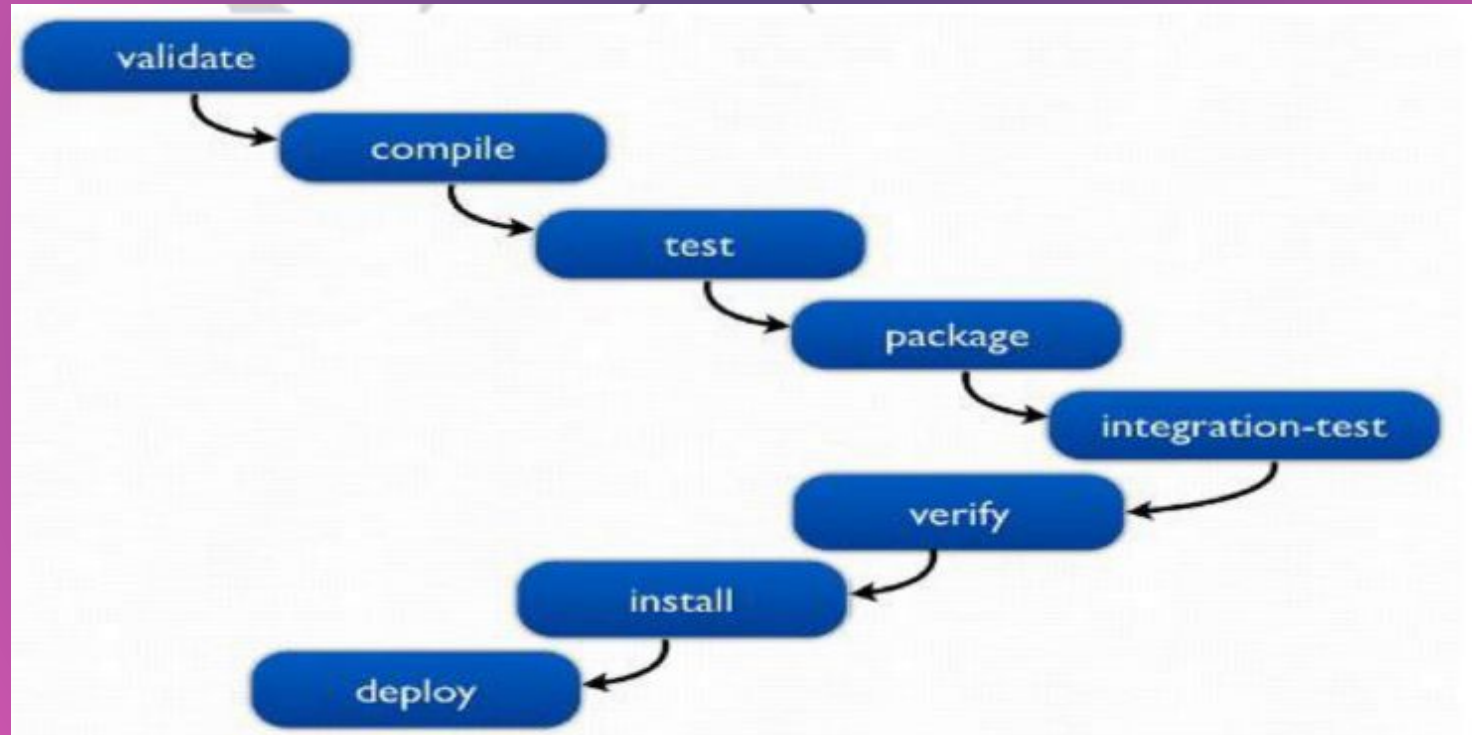 validate
compile
test
package
integration-test
verify
install
deploy